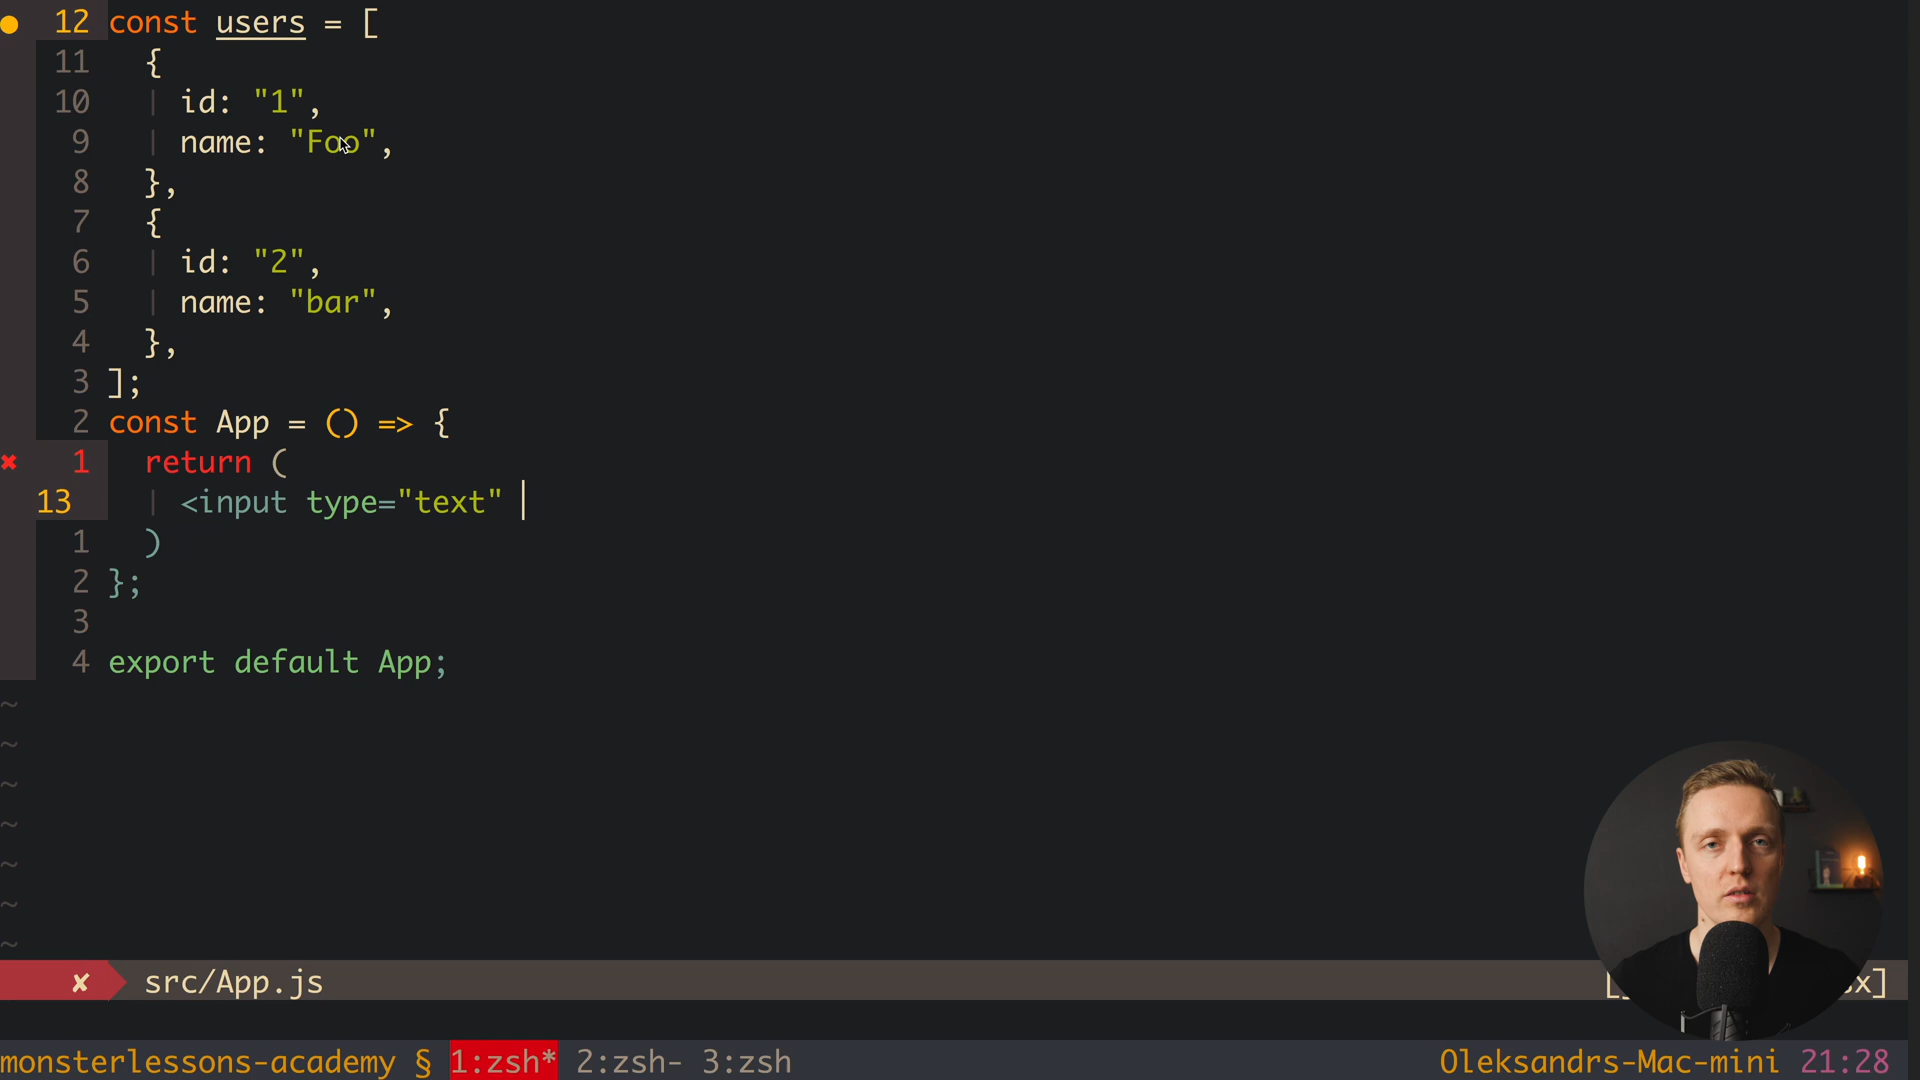 12 const users = [
11 {
10 id: "1",
9 name: "Foo",
8 },
7 {
6 id: "2",
5 name: "bar",
4 },
3 ];
2 const App = () => {
✖ 1 return (
13 <input type="text"
1 )
2 };
3
4 export default App;
~
~
~
~
~
~
~
✘ src/App.js [ x]
monsterlessons-academy § 1:zsh* 2:zsh- 3:zsh Oleksandrs-Mac-mini 21:28